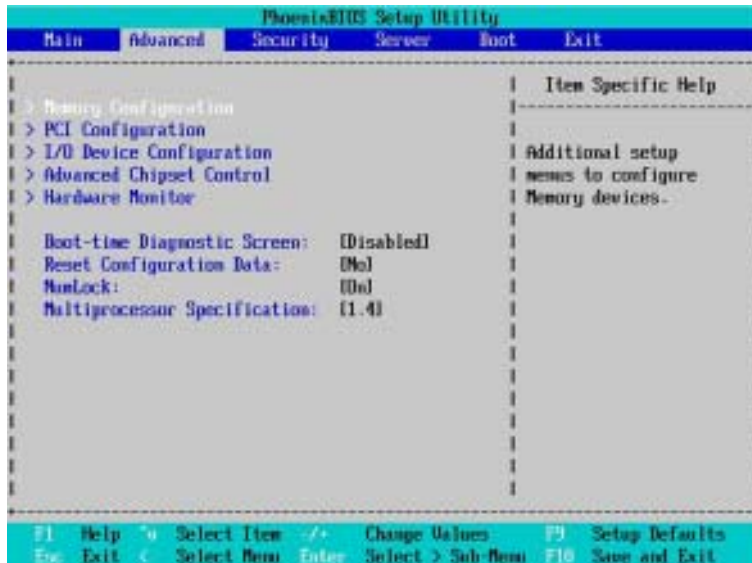 PhoenixBIOS Setup Utility
Main Advanced Security Server Boot Exit
Item Specific Help
> Memory Configuration
> PCI Configuration
> I/O Device Configuration
> Advanced Chipset Control
> Hardware Monitor
Additional setup
menus to configure
Memory devices.
Boot-time Diagnostic Screen: [Disabled]
Reset Configuration Data: [No]
NumLock: [On]
Multiprocessor Specification: [1.4]
F1 Help ^v Select Item -/+ Change Values F9 Setup Defaults
Esc Exit < Select Menu Enter Select > Sub-Menu F10 Save and Exit